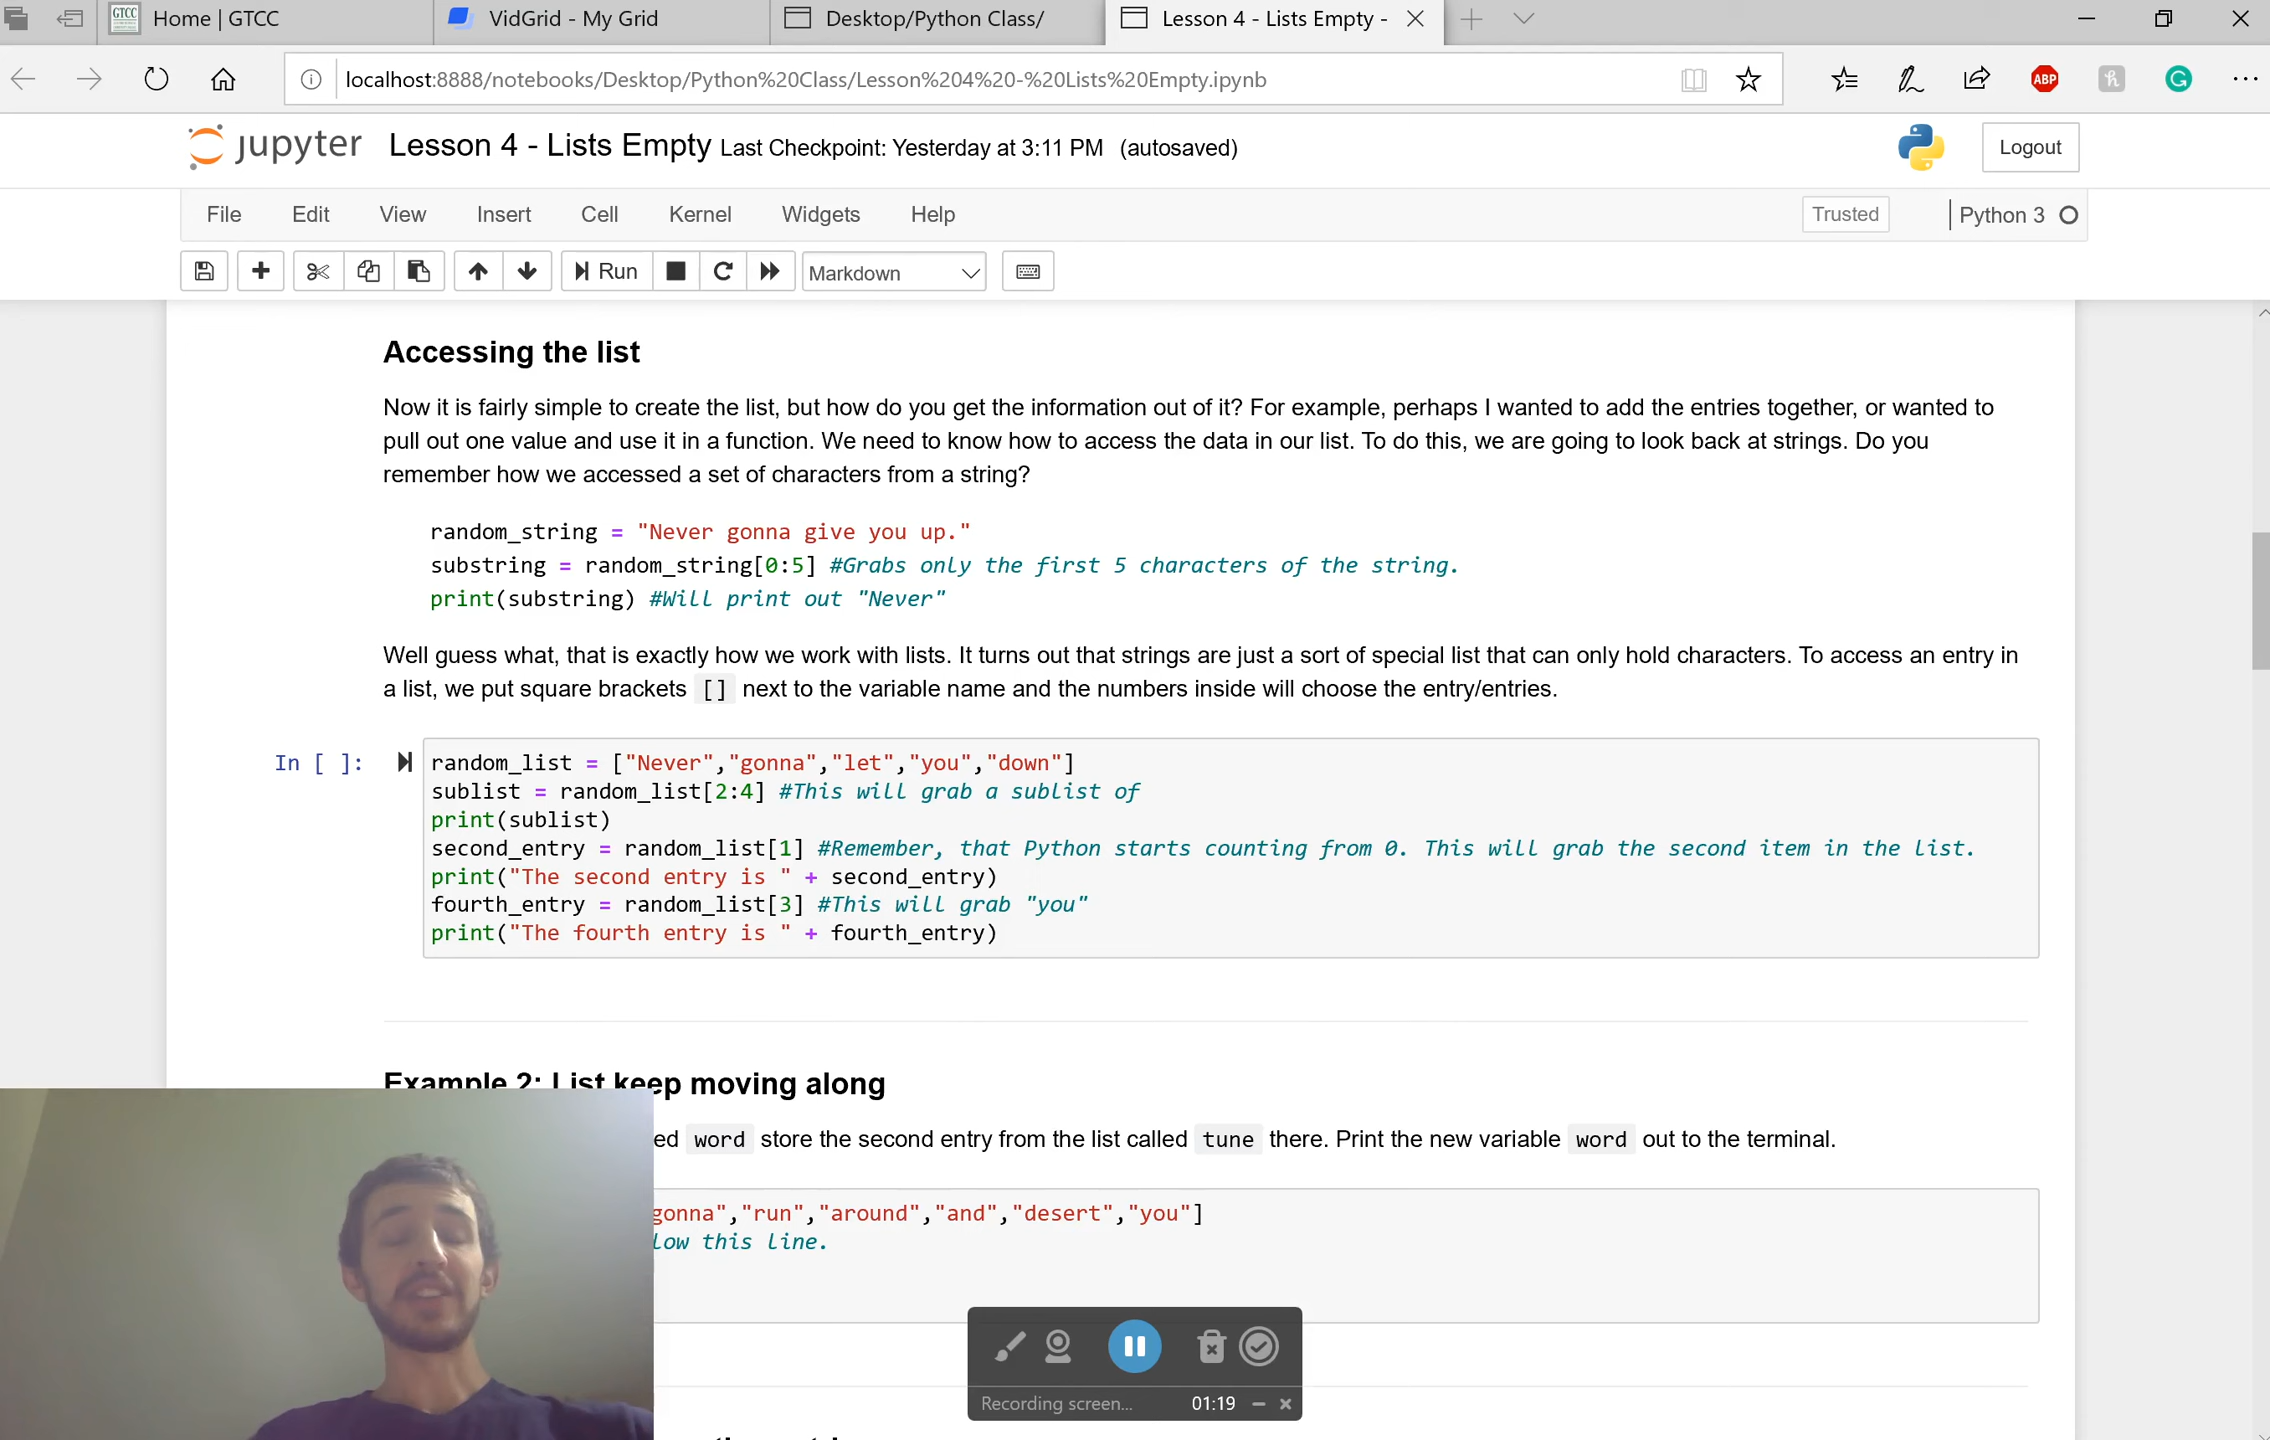 Home | GTCC
VidGrid - My Grid
Desktop/Python Class/
Lesson 4 - Lists Empty -
localhost:8888/notebooks/Desktop/Python%20Class/Lesson%204%20-%20Lists%20Empty.ipynb
ABP
jupyter Lesson 4 - Lists Empty Last Checkpoint: Yesterday at 3:11 PM (autosaved)
Logout
File Edit View Insert Cell Kernel Widgets Help
Trusted
Python 3
Run
Markdown
Accessing the list
Now it is fairly simple to create the list, but how do you get the information out of it? For example, perhaps I wanted to add the entries together, or wanted to
pull out one value and use it in a function. We need to know how to access the data in our list. To do this, we are going to look back at strings. Do you
remember how we accessed a set of characters from a string?
random_string = "Never gonna give you up."
substring = random_string[0:5] #Grabs only the first 5 characters of the string.
print(substring) #Will print out "Never"
Well guess what, that is exactly how we work with lists. It turns out that strings are just a sort of special list that can only hold characters. To access an entry in
a list, we put square brackets [] next to the variable name and the numbers inside will choose the entry/entries.
In [ ]:
random_list = ["Never","gonna","let","you","down"]
sublist = random_list[2:4] #This will grab a sublist of
print(sublist)
second_entry = random_list[1] #Remember, that Python starts counting from 0. This will grab the second item in the list.
print("The second entry is " + second_entry)
fourth_entry = random_list[3] #This will grab "you"
print("The fourth entry is " + fourth_entry)
Example 2: List keep moving along
ed word store the second entry from the list called tune there. Print the new variable word out to the terminal.
gonna","run","around","and","desert","you"]
low this line.
Recording screen... 01:19